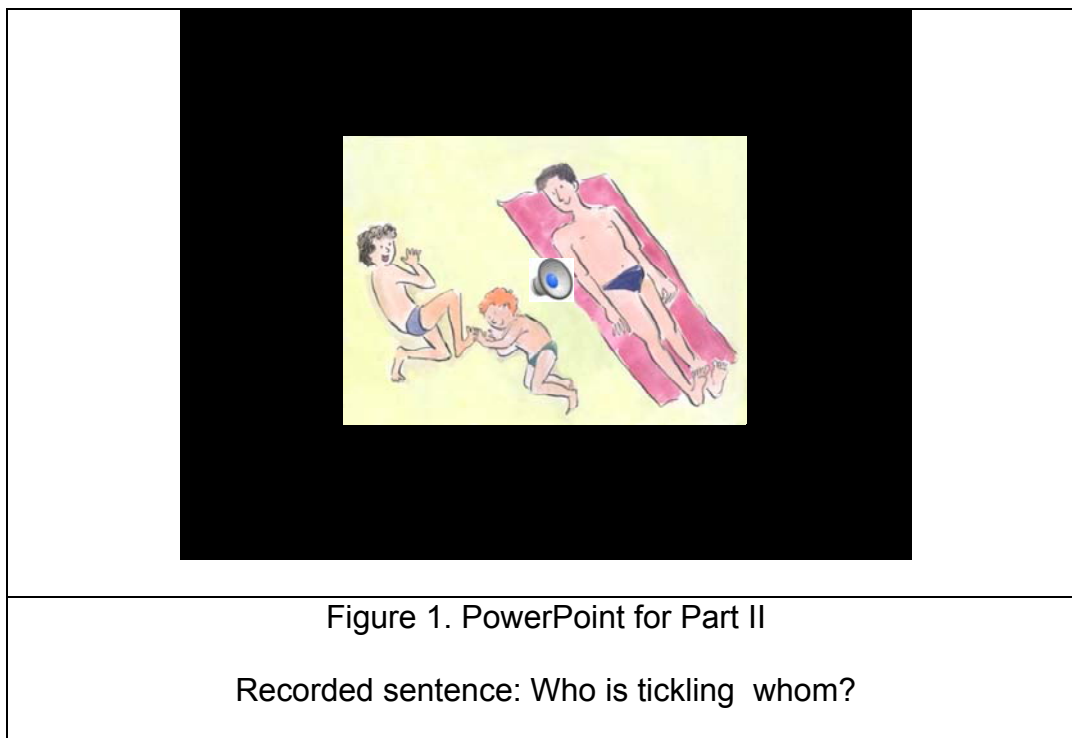 Figure 1. PowerPoint for Part II
Recorded sentence: Who is tickling  whom?